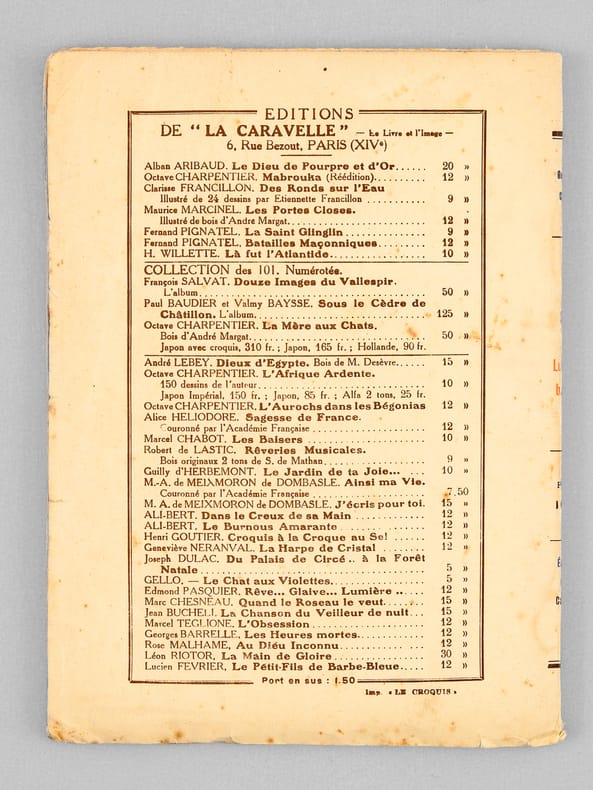 EDITIONS
DE "LA CARAVELLE" — Le Livre et l'Image —
6, Rue Bezout, PARIS (XIVe)
Alban ARIBAUD. Le Dieu de Pourpre et d'Or...... 20 »
Octave CHARPENTIER. Mabrouka (Réédition)....... 12 »
Clarisse FRANCILLON. Des Ronds sur l'Eau
Illustré de 24 dessins par Etiennette Francillon .......... 9 »
Maurice MARCINEL. Les Portes Closes.
Illustré de bois d'André Margat...................... 12 »
Fernand PIGNATEL. La Saint Glinglin.............. 9 »
Fernand PIGNATEL, Batailles Maçonniques........ 12 »
H. WILLETTE. Là fut l'Atlantide................. 10 »
COLLECTION des 101. Numérotés.
François SALVAT. Douze Images du Vallespir.
L'album...................................... 50 »
Paul BAUDIER et Valmy BAYSSE. Sous le Cèdre de
Châtillon. L'album............................ 125 »
Octave CHARPENTIER. La Mère aux Chats.
Bois d'André Margat............................ 50 »
Japon avec croquis, 310 fr. ; Japon, 165 fr. ; Hollande, 90 fr.
André LEBEY. Dieux d'Egypte. Bois de M. Desèvre..... 15 »
Octave CHARPENTIER. L'Afrique Ardente.
150 dessins de l'auteur........................... 10 »
Japon Impérial, 150 fr. ; Japon, 85 fr. ; Alfa 2 tons, 25 fr.
Octave CHARPENTIER. L'Aurochs dans les Bégonias 12 »
Alice HELIODORE. Sagesse de France.
Couronné par l'Académie Française ................... 12 »
Marcel CHABOT. Les Baisers ..................... 10 »
Robert de LASTIC. Rêveries Musicales.
Bois originaux 2 tons de S. de Mathan.................. 9 »
Guilly d'HERBEMONT. Le Jardin de ta Joie... ... 10 »
M.-A. de MEIXMORON de DOMBASLE. Ainsi ma Vie.
Couronné par l'Académie Française ................... 7,50
M. A. de MEIXMORON de DOMBASLE. J'écris pour toi. 15 »
ALI-BERT. Dans le Creux de sa Main ............ 12 »
ALI-BERT. Le Burnous Amarante ............... 12 »
Henri GOUTIER. Croquis à la Croque au Sel ...... 12 »
Geneviève NERANVAL. La Harpe de Cristal ......... 12 »
Joseph DULAC. Du Palais de Circé .. à la Forêt
Natale .................................... 5 »
GELLO. — Le Chat aux Violettes................. 5 »
Edmond PASQUIER. Rêve... Glaive... Lumière ..... 12 »
Marc CHESNEAU. Quand le Roseau le veut....... 15 »
Jean BUCHELI. La Chanson du Veilleur de nuit... 15 »
Marcel TEGLIONE. L'Obsession ................. 12 »
Georges BARRELLE. Les Heures mortes........... 12 »
Rose MALHAME, Au Diéu Inconnu............. 12 »
Léon RIOTOR, La Main de Gloire ............... 30 »
Lucien FEVRIER, Le Pétit-Fils de Barbe-Bleue.... 12 »
Port en sus : 1.50
Imp. « LE CROQUIS »